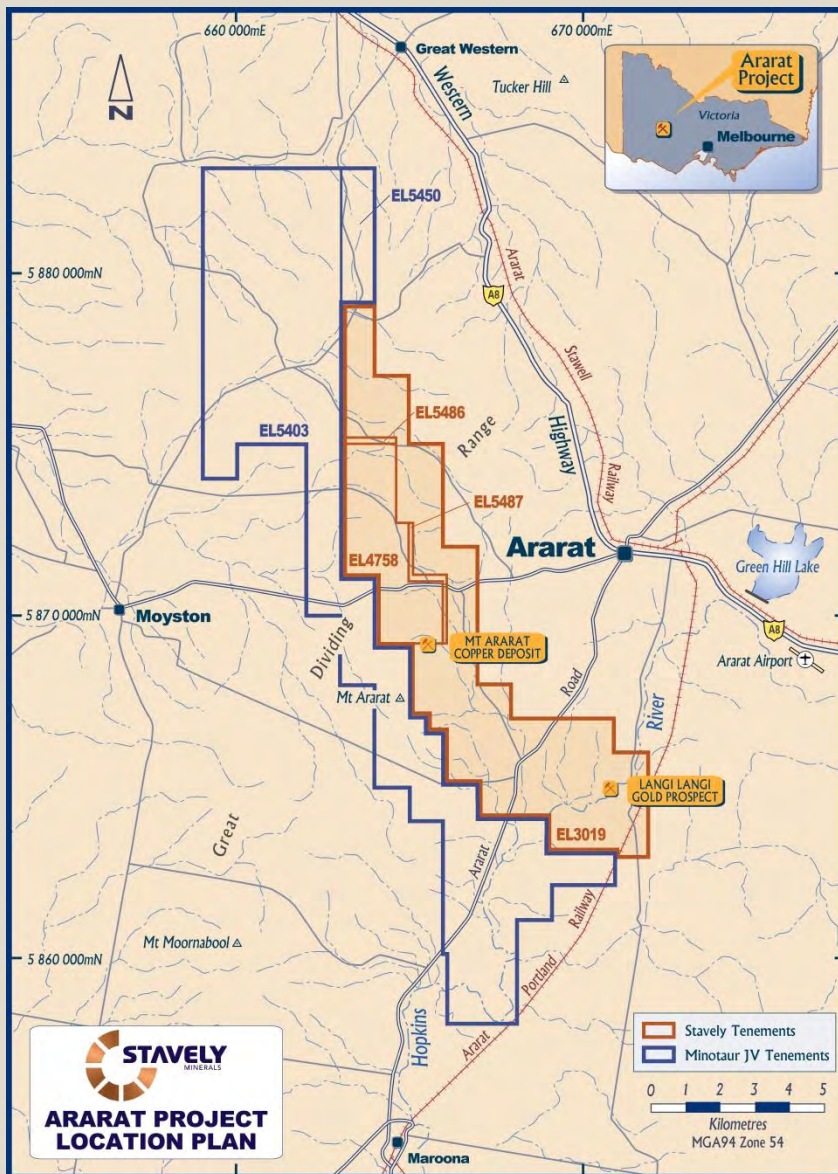 660 000mE
670 000mE
Great Western
Western
Tucker Hill
Ararat
Project
Victoria
Melbourne
N
EL5450
5 880 000mN
Ararat
A8
Stawell
EL5486
EL5403
Range
Highway
Railway
EL5487
Ararat
Green Hill Lake
EL4758
5 870 000mN
Moyston
A8
MT ARARAT
COPPER DEPOSIT
Ararat Airport
Dividing
Mt Ararat
Road
River
LANGI LANGI
GOLD PROSPECT
Great
EL3019
Ararat
Railway
Mt Moornabool
5 860 000mN
Portland
Hopkins
Ararat
STAVELY
MINERALS
ARARAT PROJECT
LOCATION PLAN
Stavely Tenements
Minotaur JV Tenements
0 1 2 3 4 5
Kilometres
MGA94 Zone 54
Maroona